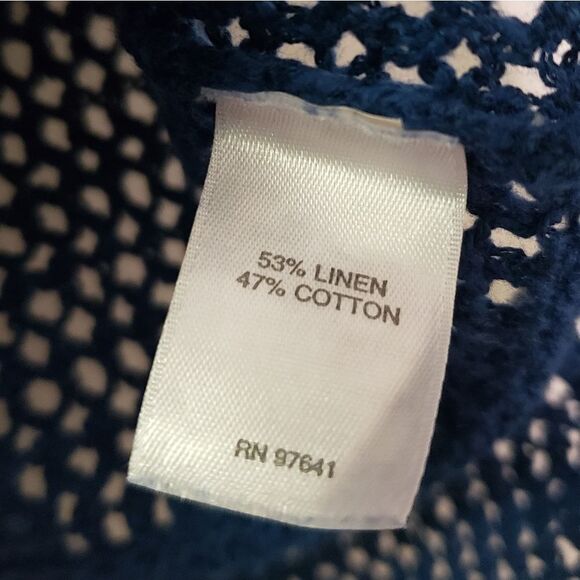 53% LINEN
47% COTTON
RN 97641